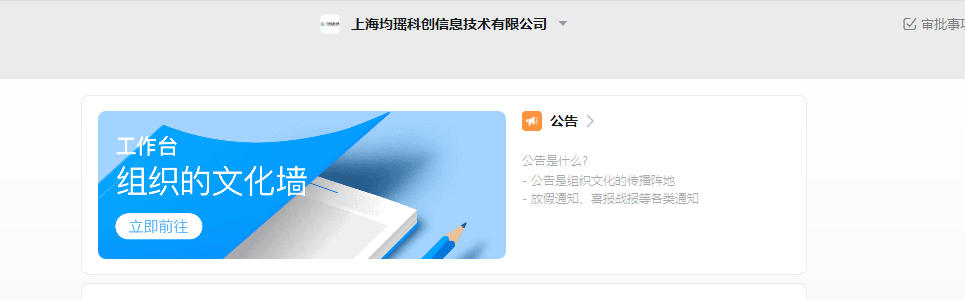 上海均瑶科创信息技术有限公司
审批事项
工作台
组织的文化墙
立即前往
公告
公告是什么?
- 公告是组织文化的传播阵地
- 放假通知、喜报战报等各类通知